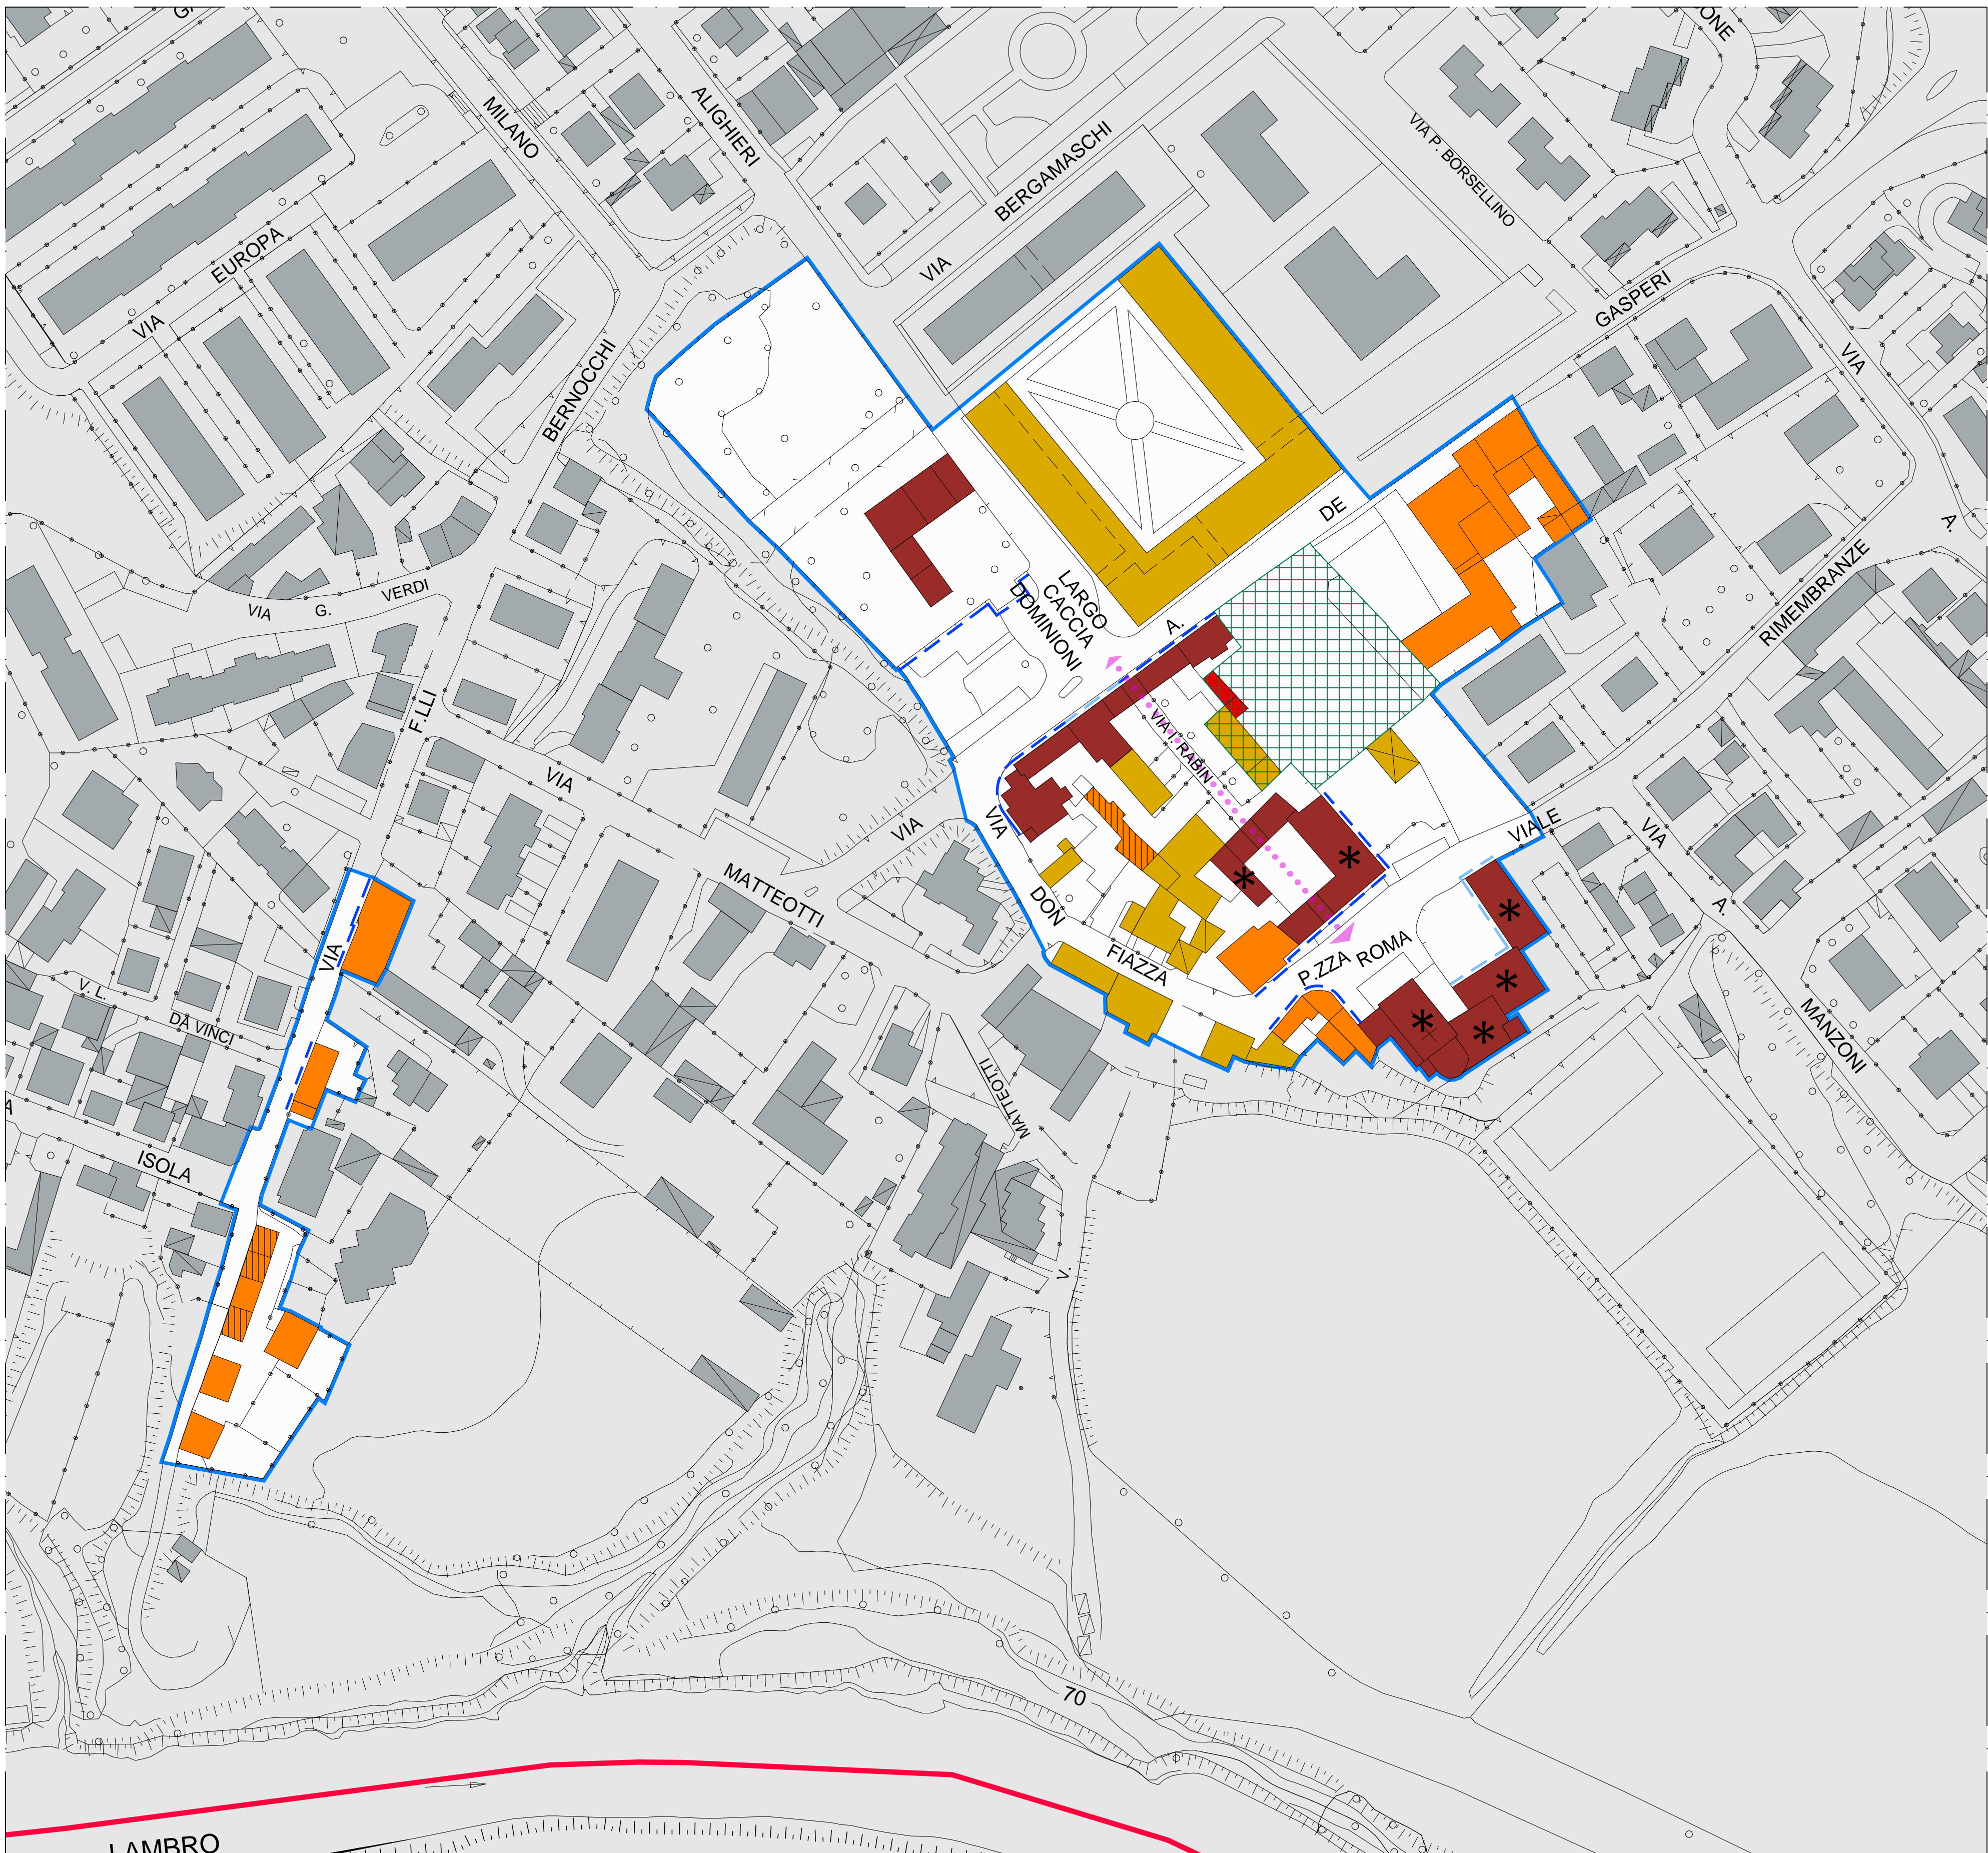 MILANO
ALIGHIERI
VIA BERGAMASCHI
VIA P. BORSELLINO
VIA EUROPA
BERNOCCHI
GASPERI
DE
A.
VIA
A.
LARGO
CACCIA
DOMINIONI
VIA G. VERDI
RIMEMBRANZE
F.LLI
VIA
MATTEOTTI
VIA
VIA I. RABIN
VIA
DON
FIAZZA
VIALE
VIA
A.
MANZONI
P.ZZA ROMA
*
*
*
*
*
*
VIA
V. L.
DA VINCI
A
ISOLA
MATTEOTTI
V.
70
LAMBRO